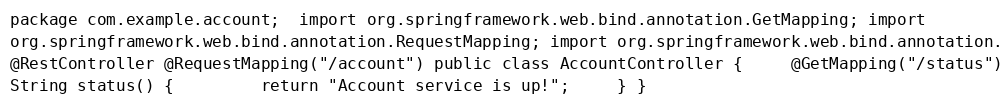 package com.example.account;  import org.springframework.web.bind.annotation.GetMapping; import
org.springframework.web.bind.annotation.RequestMapping; import org.springframework.web.bind.annotation.
@RestController @RequestMapping("/account") public class AccountController {     @GetMapping("/status")
String status() {         return "Account service is up!";     } }